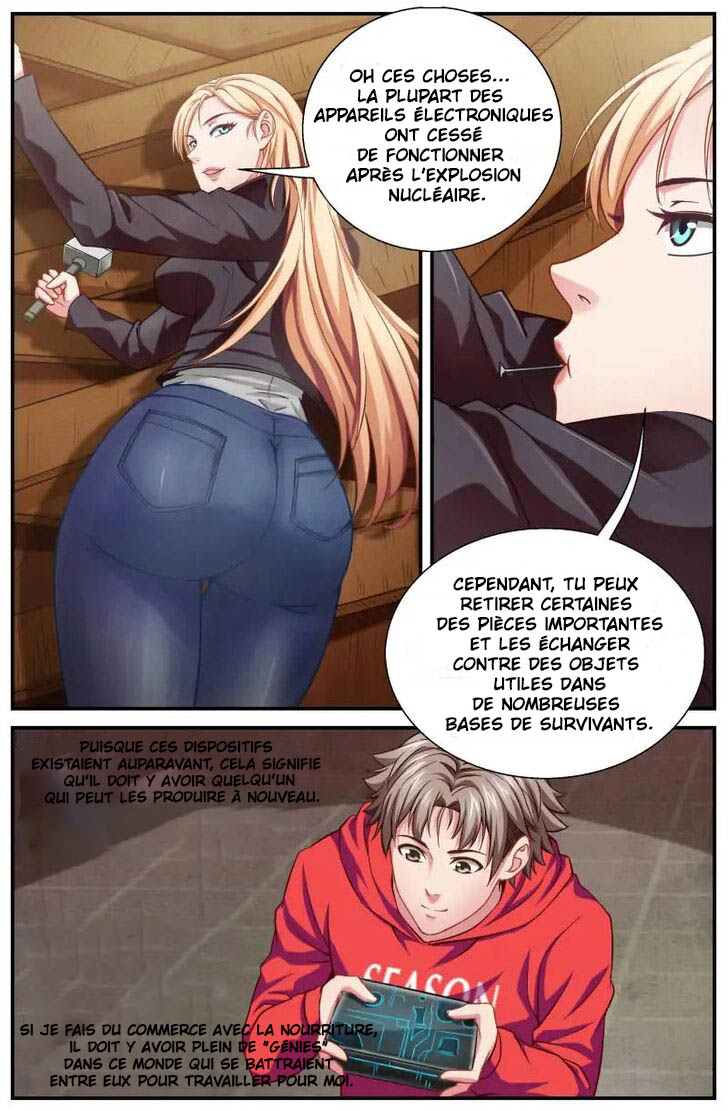 OH CES CHOSES...
LA PLUPART DES
APPAREILS ÉLECTRONIQUES
ONT CESSÉ
DE FONCTIONNER
APRÈS L'EXPLOSION
NUCLÉAIRE.
CEPENDANT, TU PEUX
RETIRER CERTAINES
DES PIÈCES IMPORTANTES
ET LES ÉCHANGER
CONTRE DES OBJETS
UTILES DANS
DE NOMBREUSES
BASES DE SURVIVANTS.
PUISQUE CES DISPOSITIFS
EXISTAIENT AUPARAVANT, CELA SIGNIFIE
QU'IL DOIT Y AVOIR QUELQU'UN
QUI PEUT LES PRODUIRE À NOUVEAU.
SEASON
SI JE FAIS DU COMMERCE AVEC LA NOURRITURE,
IL DOIT Y AVOIR PLEIN DE "GÉNIES"
DANS CE MONDE QUI SE BATTRAIENT
ENTRE EUX POUR TRAVAILLER POUR MOI.